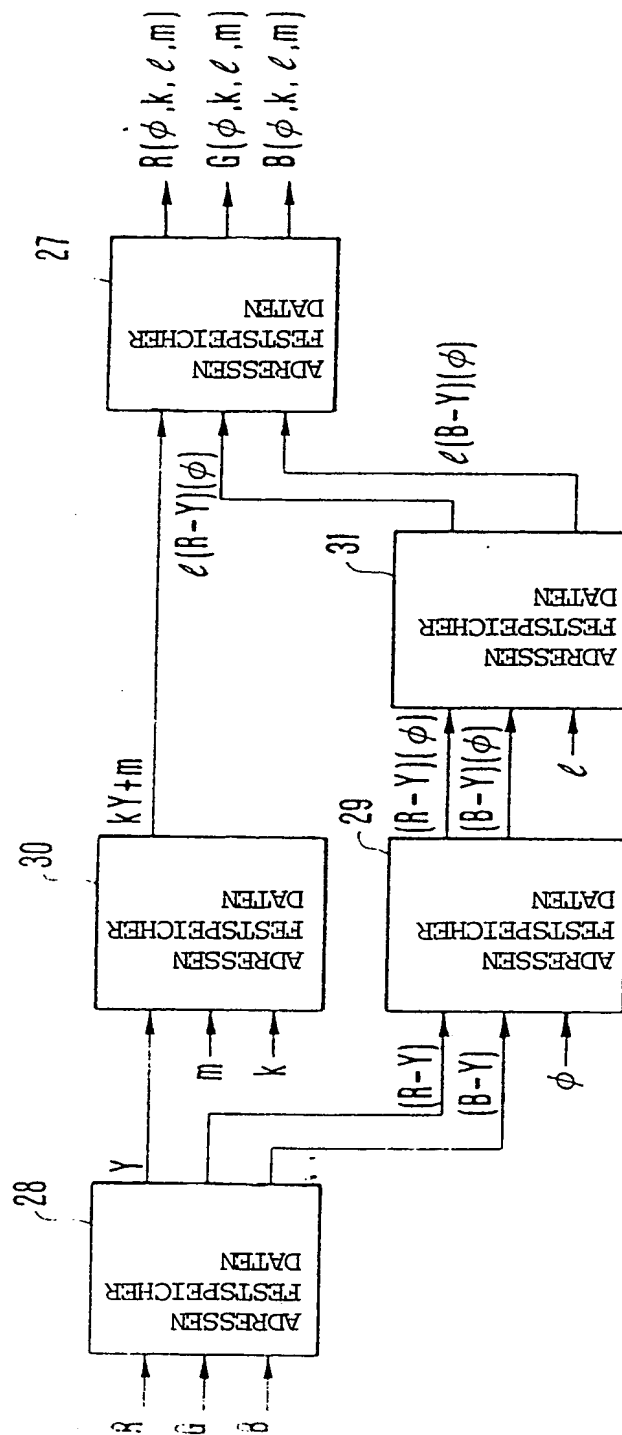 R
G
B
28
ADRESSEN
FESTSPEICHER
DATEN
Y
m
k
30
ADRESSEN
FESTSPEICHER
DATEN
kY+m
(R-Y)
(B-Y)
ϕ
29
ADRESSEN
FESTSPEICHER
DATEN
(R-Y)(ϕ)
(B-Y)(ϕ)
ℓ
31
ADRESSEN
FESTSPEICHER
DATEN
ℓ(R-Y)(ϕ)
ℓ(B-Y)(ϕ)
27
ADRESSEN
FESTSPEICHER
DATEN
R(ϕ,k,ℓ,m)
G(ϕ,k,ℓ,m)
B(ϕ,k,ℓ,m)